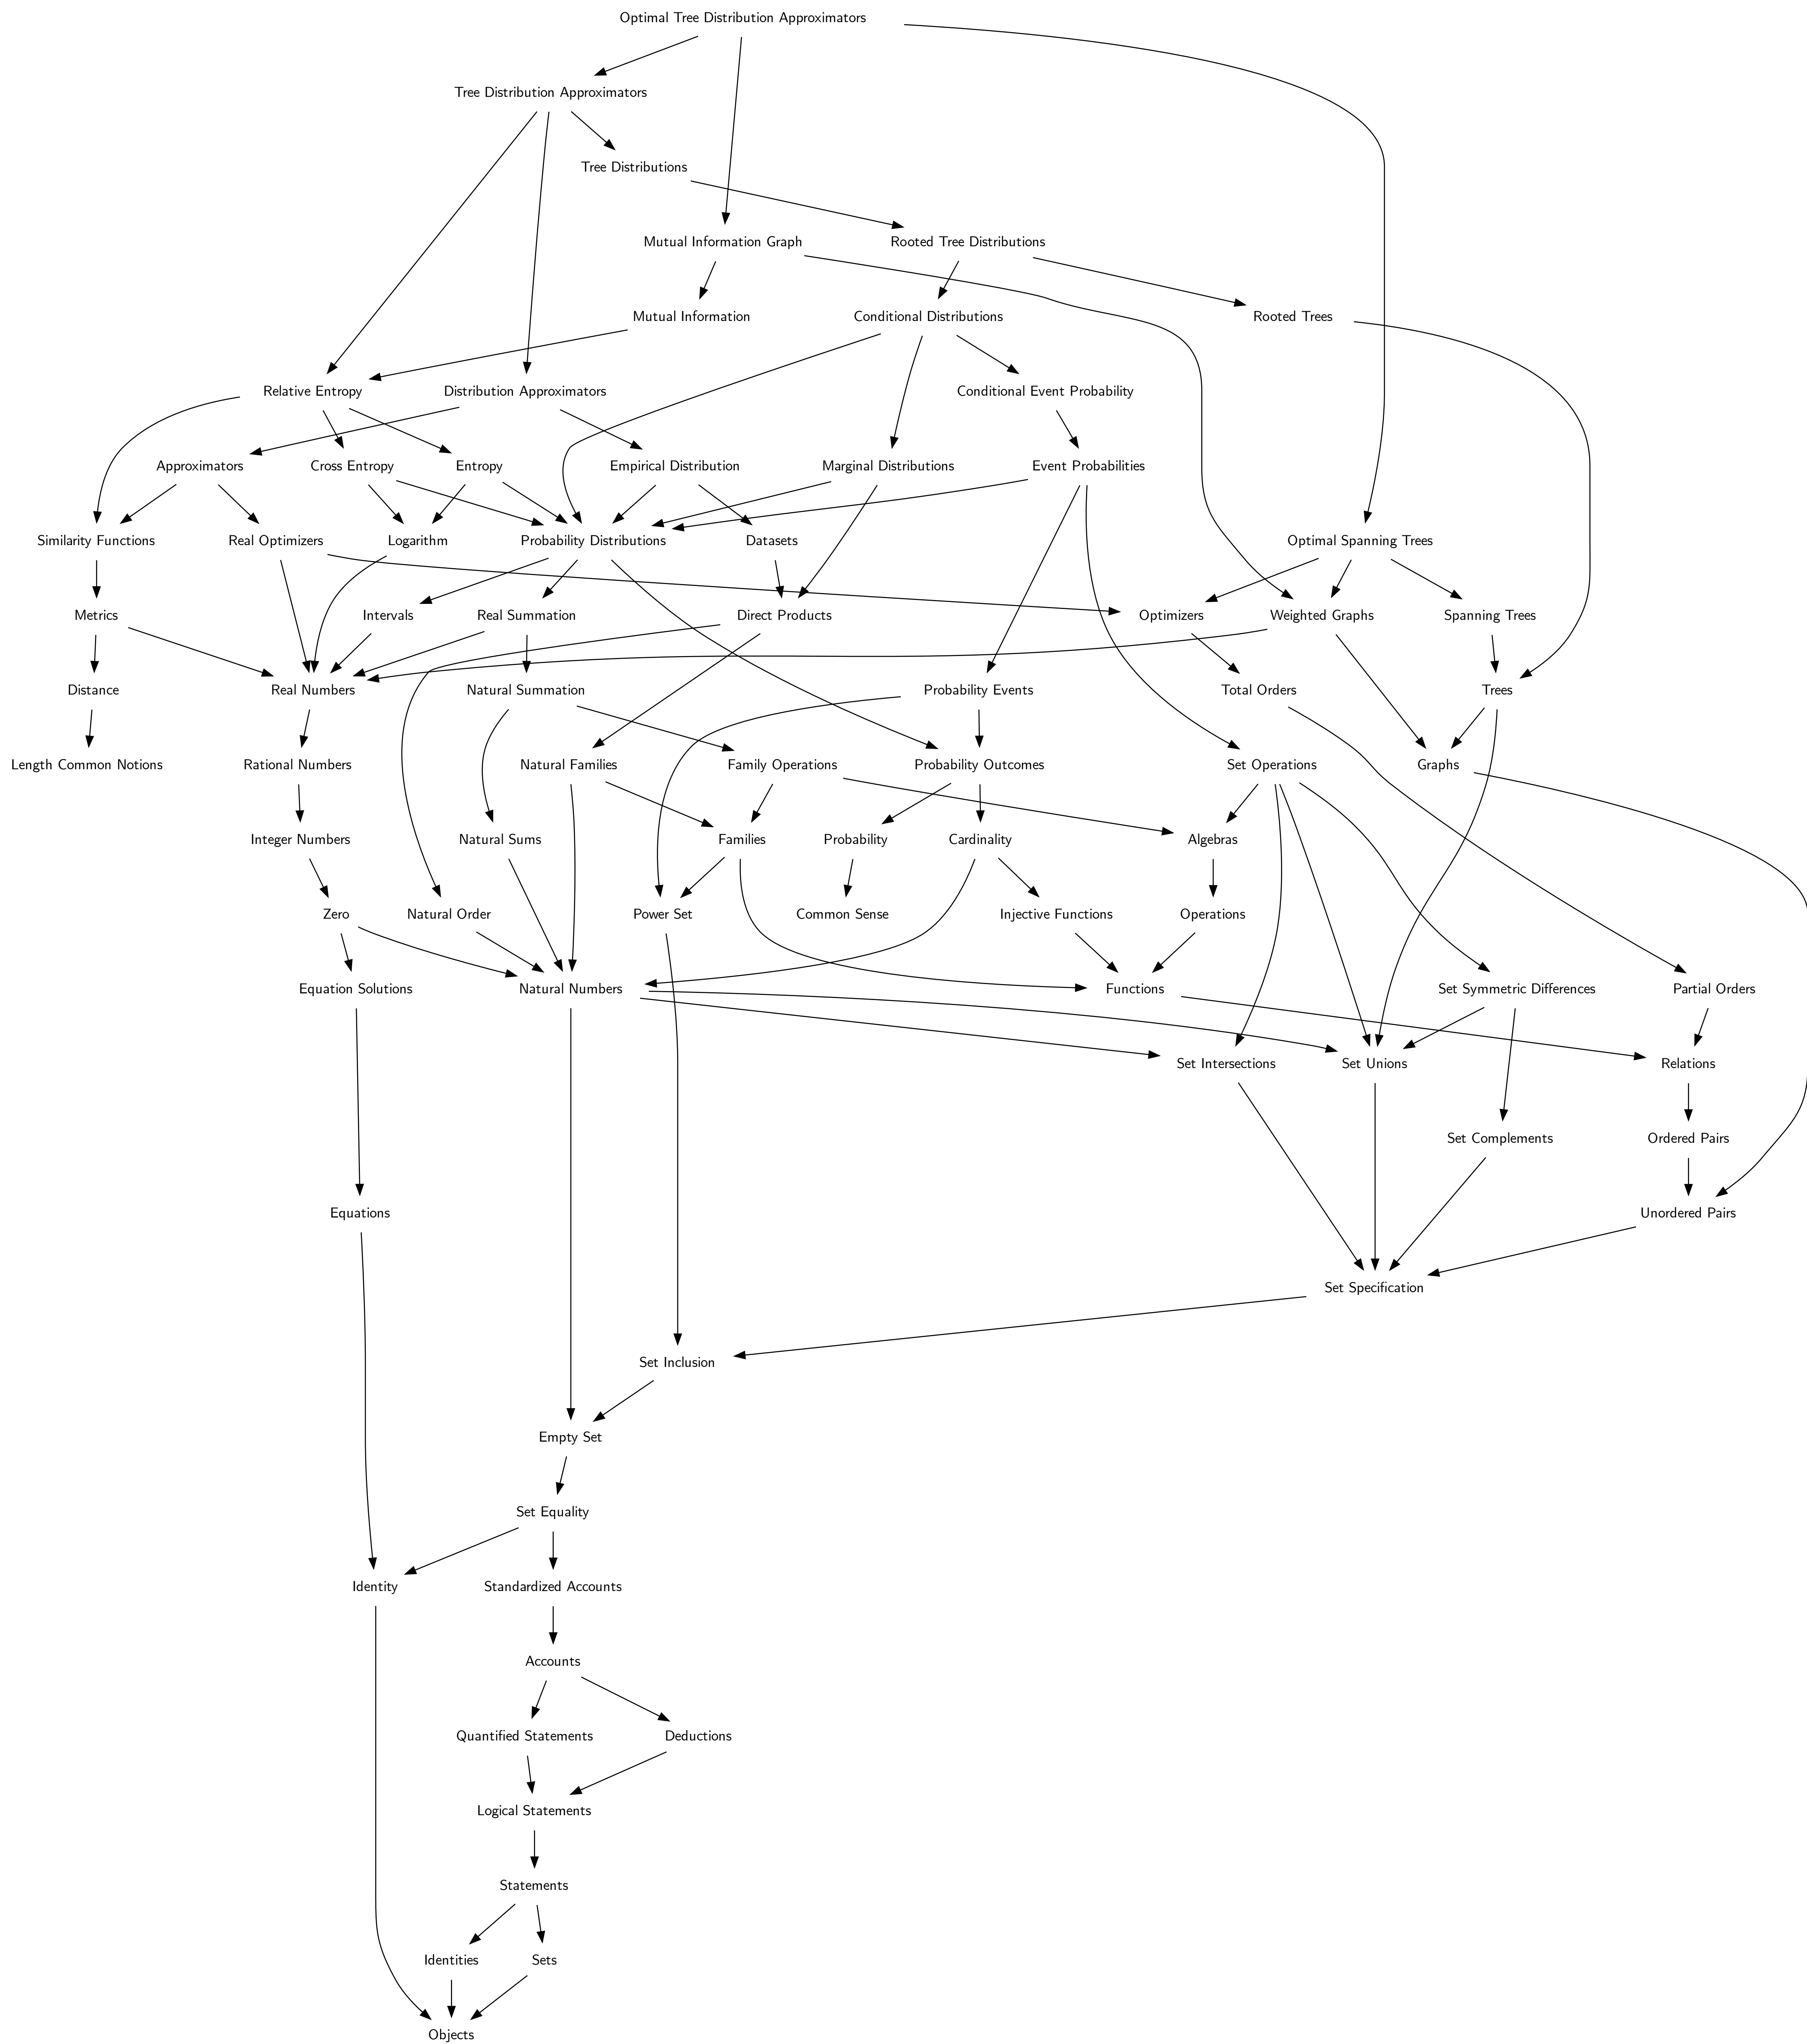 Optimal Tree Distribution Approximators
Tree Distribution Approximators
Tree Distributions
Mutual Information Graph
Rooted Tree Distributions
Mutual Information
Conditional Distributions
Rooted Trees
Relative Entropy
Distribution Approximators
Conditional Event Probability
Approximators
Cross Entropy
Entropy
Empirical Distribution
Marginal Distributions
Event Probabilities
Similarity Functions
Real Optimizers
Logarithm
Probability Distributions
Datasets
Optimal Spanning Trees
Metrics
Intervals
Real Summation
Direct Products
Optimizers
Weighted Graphs
Spanning Trees
Distance
Real Numbers
Natural Summation
Probability Events
Total Orders
Trees
Length Common Notions
Rational Numbers
Natural Families
Family Operations
Probability Outcomes
Set Operations
Graphs
Integer Numbers
Natural Sums
Families
Probability
Cardinality
Algebras
Zero
Natural Order
Power Set
Common Sense
Injective Functions
Operations
Equation Solutions
Natural Numbers
Functions
Set Symmetric Differences
Partial Orders
Set Intersections
Set Unions
Relations
Set Complements
Ordered Pairs
Equations
Unordered Pairs
Set Specification
Set Inclusion
Empty Set
Set Equality
Identity
Standardized Accounts
Accounts
Quantified Statements
Deductions
Logical Statements
Statements
Identities
Sets
Objects